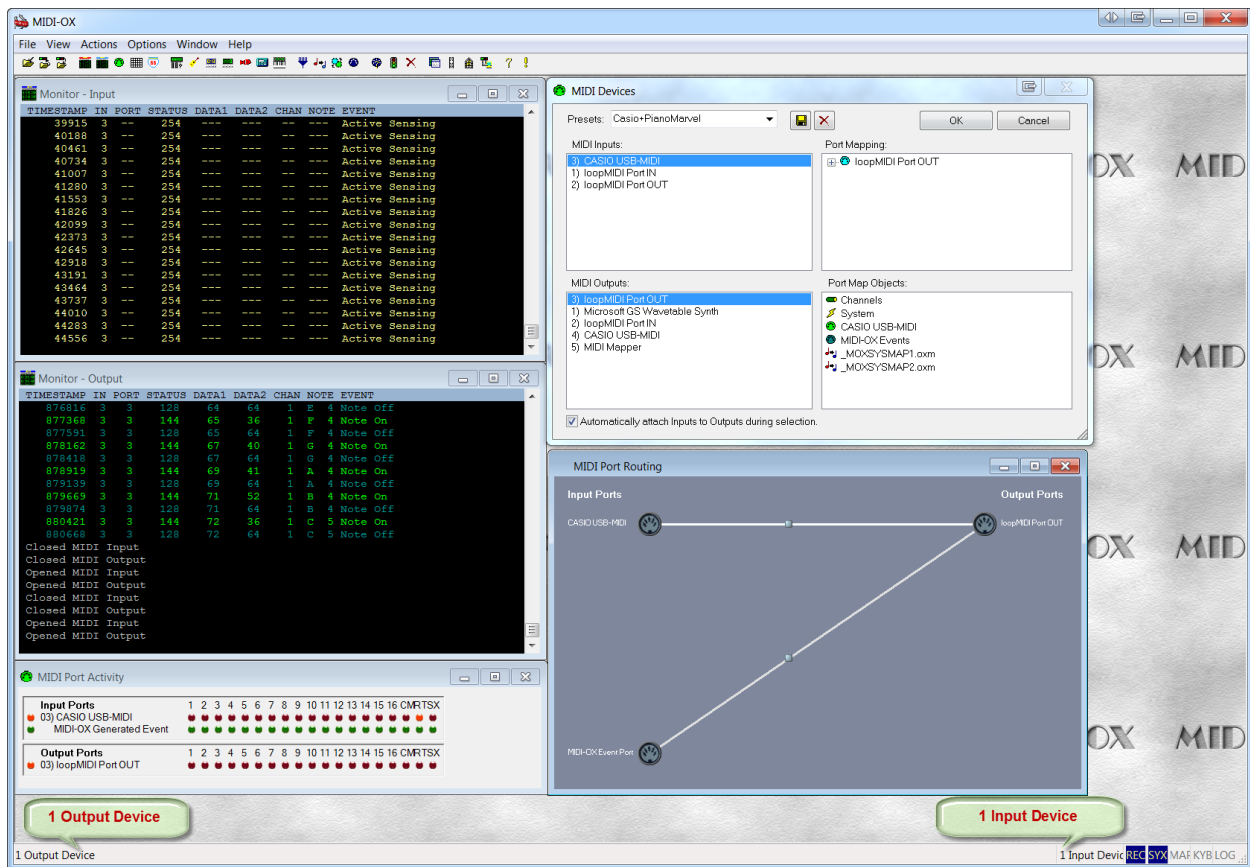 MIDI-OX
File View Actions Options Window Help
Monitor - Input
TIMESTAMP IN PORT STATUS DATA1 DATA2 CHAN NOTE EVENT
39915 3 -- 254 --- --- -- --- Active Sensing
40188 3 -- 254 --- --- -- --- Active Sensing
40461 3 -- 254 --- --- -- --- Active Sensing
40734 3 -- 254 --- --- -- --- Active Sensing
41007 3 -- 254 --- --- -- --- Active Sensing
41280 3 -- 254 --- --- -- --- Active Sensing
41553 3 -- 254 --- --- -- --- Active Sensing
41826 3 -- 254 --- --- -- --- Active Sensing
42099 3 -- 254 --- --- -- --- Active Sensing
42373 3 -- 254 --- --- -- --- Active Sensing
42645 3 -- 254 --- --- -- --- Active Sensing
42918 3 -- 254 --- --- -- --- Active Sensing
43191 3 -- 254 --- --- -- --- Active Sensing
43464 3 -- 254 --- --- -- --- Active Sensing
43737 3 -- 254 --- --- -- --- Active Sensing
44010 3 -- 254 --- --- -- --- Active Sensing
44283 3 -- 254 --- --- -- --- Active Sensing
44556 3 -- 254 --- --- -- --- Active Sensing
Monitor - Output
TIMESTAMP IN PORT STATUS DATA1 DATA2 CHAN NOTE EVENT
876816 3 3 128 64 64 1 E 4 Note Off
877368 3 3 144 65 36 1 F 4 Note On
877591 3 3 128 65 64 1 F 4 Note Off
878162 3 3 144 67 40 1 G 4 Note On
878418 3 3 128 67 64 1 G 4 Note Off
878919 3 3 144 69 41 1 A 4 Note On
879139 3 3 128 69 64 1 A 4 Note Off
879669 3 3 144 71 52 1 B 4 Note On
879874 3 3 128 71 64 1 B 4 Note Off
880421 3 3 144 72 36 1 C 5 Note On
880668 3 3 128 72 64 1 C 5 Note Off
Closed MIDI Input
Closed MIDI Output
Opened MIDI Input
Opened MIDI Output
Closed MIDI Input
Closed MIDI Output
Opened MIDI Input
Opened MIDI Output
MIDI Port Activity
Input Ports 1 2 3 4 5 6 7 8 9 10 11 12 13 14 15 16 CMRTSX
03) CASIO USB-MIDI
MIDI-OX Generated Event
Output Ports 1 2 3 4 5 6 7 8 9 10 11 12 13 14 15 16 CMRTSX
03) loopMIDI Port OUT
MIDI Devices
Presets: Casio+PianoMarvel
OK Cancel
MIDI Inputs:
3) CASIO USB-MIDI
1) loopMIDI Port IN
2) loopMIDI Port OUT
Port Mapping:
loopMIDI Port OUT
MIDI Outputs:
3) loopMIDI Port OUT
1) Microsoft GS Wavetable Synth
2) loopMIDI Port IN
4) CASIO USB-MIDI
5) MIDI Mapper
Port Map Objects:
Channels
System
CASIO USB-MIDI
MIDI-OX Events
_MOXSYSMAP1.oxm
_MOXSYSMAP2.oxm
Automatically attach Inputs to Outputs during selection.
MIDI Port Routing
Input Ports Output Ports
CASIO USB-MIDI loopMIDI Port OUT
MIDI-OX Event Port
OX MID
OX MID
OX MID
OX MID
1 Output Device
1 Input Device
1 Output Device
1 Input Devic REC SYX MAF KYB LOG